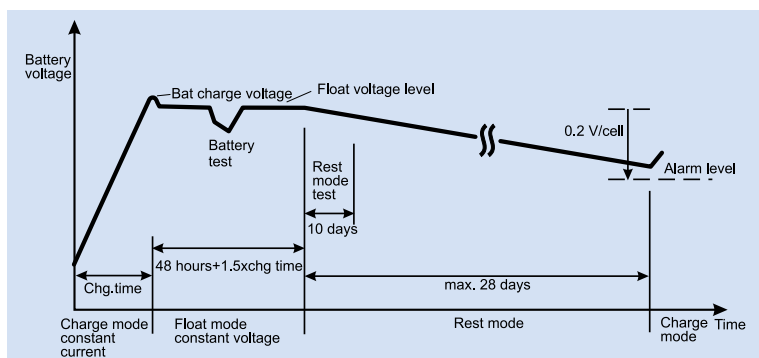 Battery
voltage
Bat charge voltage
Float voltage level
Battery
test
0.2 V/cell
Alarm level
Rest
mode
test
10 days
48 hours+1.5xchg time
Chg.time
max. 28 days
Time
Charge mode
constant
current
Float mode
constant voltage
Rest mode
Charge
mode